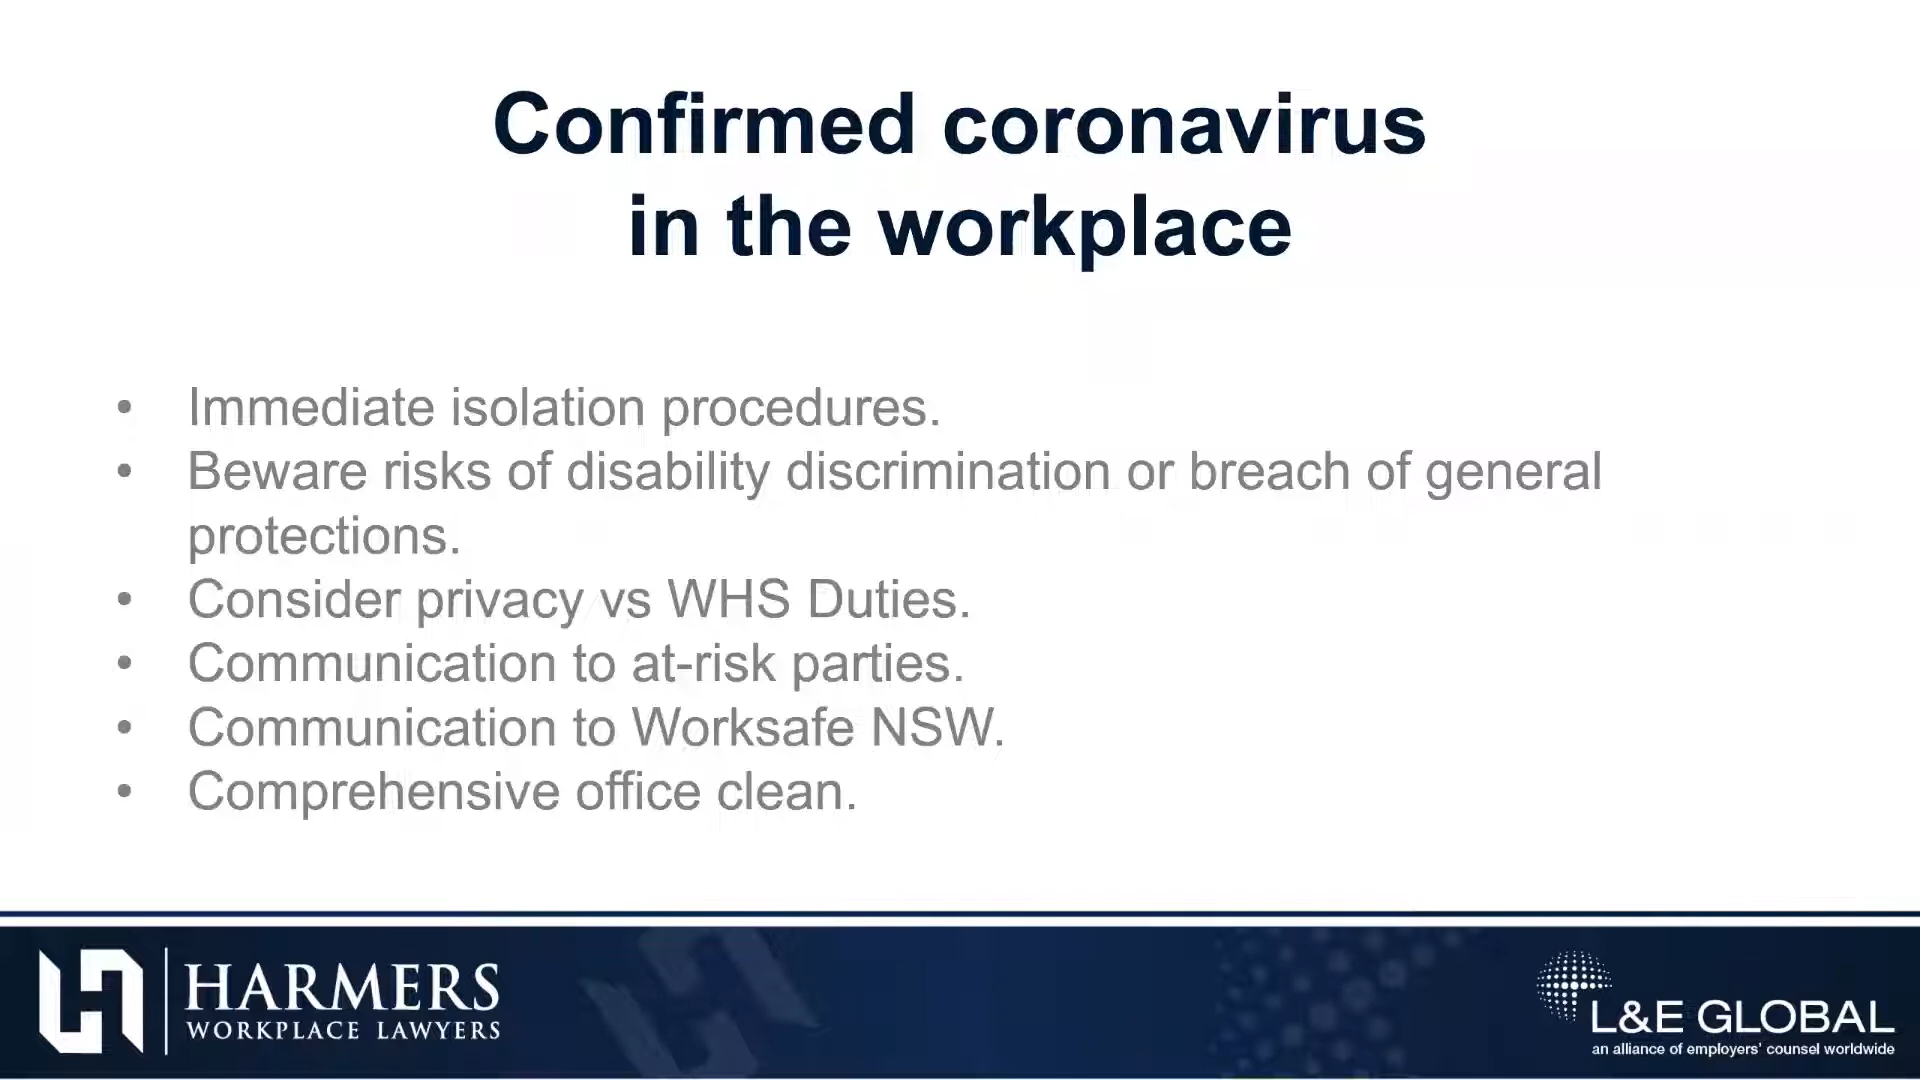 Confirmed coronavirus
in the workplace
• Immediate isolation procedures.
• Beware risks of disability discrimination or breach of general
protections.
• Consider privacy vs WHS Duties.
• Communication to at-risk parties.
• Communication to Worksafe NSW.
• Comprehensive office clean.
HARMERS
WORKPLACE LAWYERS
L&E GLOBAL
an alliance of employers' counsel worldwide